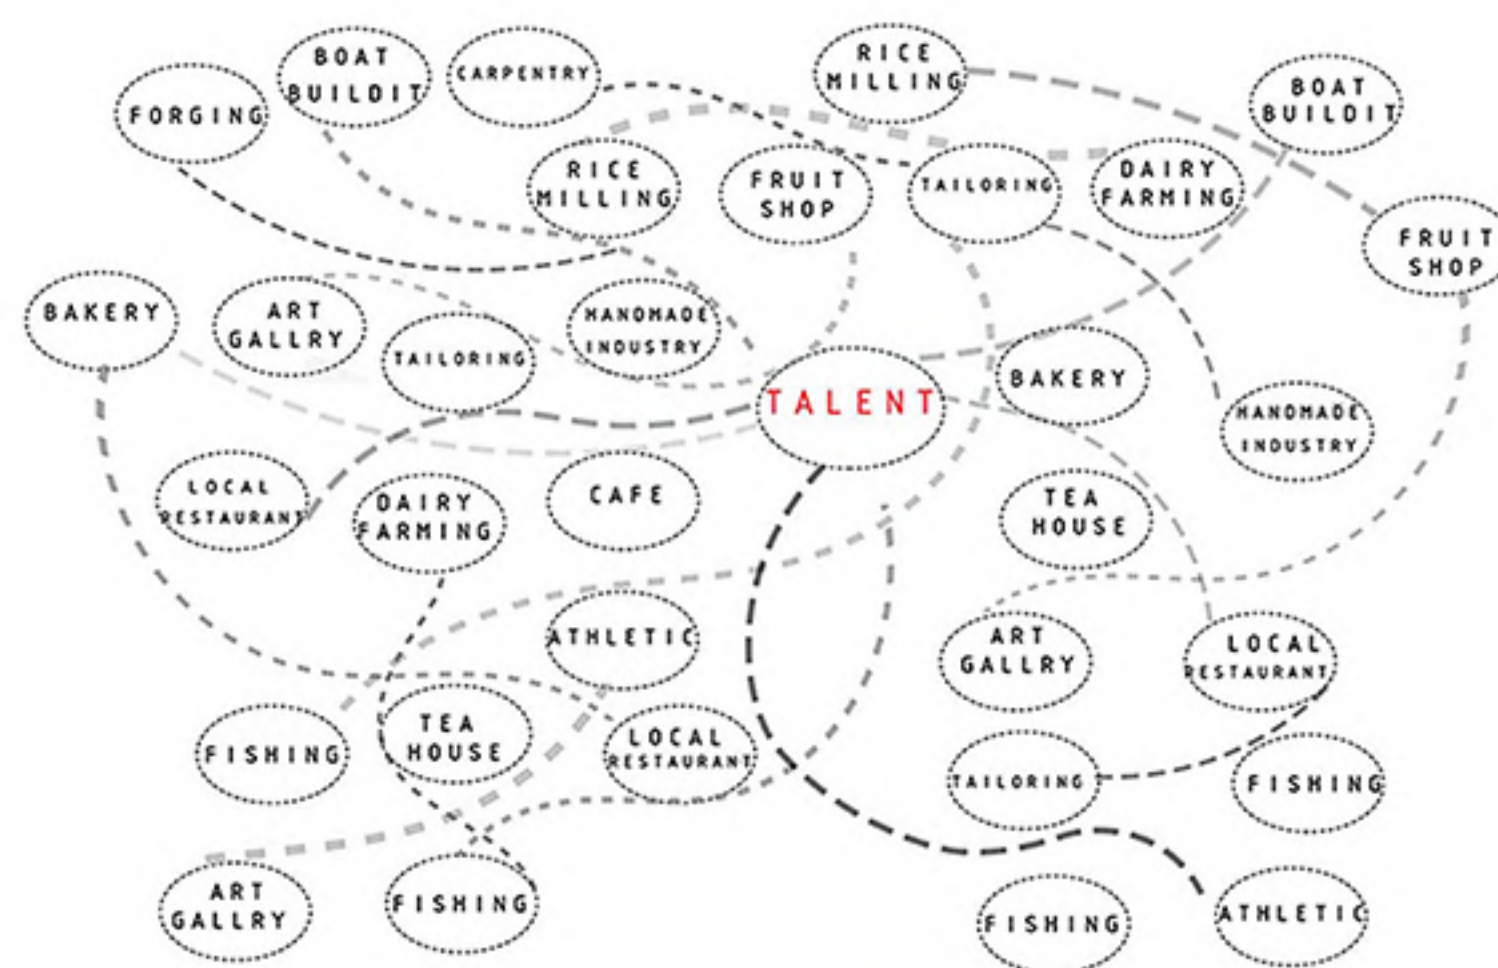 FORGING
BOAT
BUILDIT
CARPENTRY
RICE
MILLING
BOAT
BUILDIT
RICE
MILLING
FRUIT
SHOP
TAILORING
DAIRY
FARMING
FRUIT
SHOP
BAKERY
ART
GALLRY
TAILORING
HANDMADE
INDUSTRY
TALENT
BAKERY
HANDMADE
INDUSTRY
LOCAL
RESTAURANT
DAIRY
FARMING
CAFE
TEA
HOUSE
ATHLETIC
ART
GALLRY
LOCAL
RESTAURANT
FISHING
TEA
HOUSE
LOCAL
RESTAURANT
TAILORING
FISHING
ART
GALLRY
FISHING
FISHING
ATHLETIC